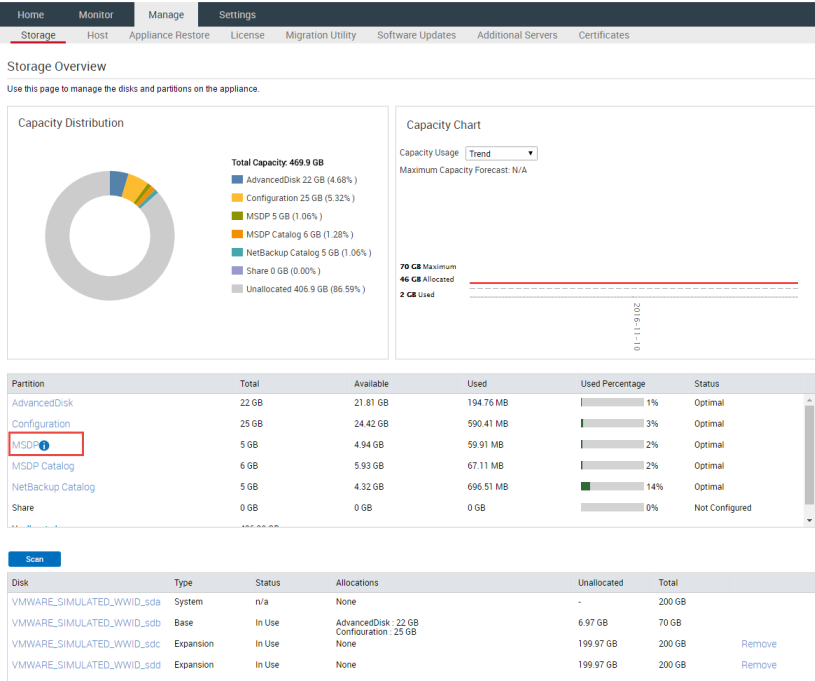 Home Monitor Manage Settings
Storage Host Appliance Restore License Migration Utility Software Updates Additional Servers Certificates
Storage Overview
Use this page to manage the disks and partitions on the appliance.
Capacity Distribution
Total Capacity: 469.9 GB
AdvancedDisk 22 GB (4.68% )
Configuration 25 GB (5.32% )
MSDP 5 GB (1.06% )
MSDP Catalog 6 GB (1.28% )
NetBackup Catalog 5 GB (1.06% )
Share 0 GB (0.00% )
Unallocated 406.9 GB (86.59% )
Capacity Chart
Capacity Usage Trend
Maximum Capacity Forecast: N/A
70 GB Maximum
46 GB Allocated
2 GB Used
2016-11-10
Partition Total Available Used Used Percentage Status
AdvancedDisk 22 GB 21.81 GB 194.76 MB 1% Optimal
Configuration 25 GB 24.42 GB 590.41 MB 3% Optimal
MSDP 5 GB 4.94 GB 59.91 MB 2% Optimal
MSDP Catalog 6 GB 5.93 GB 67.11 MB 2% Optimal
NetBackup Catalog 5 GB 4.32 GB 696.51 MB 14% Optimal
Share 0 GB 0 GB 0 GB 0% Not Configured
Scan
Disk Type Status Allocations Unallocated Total
VMWARE_SIMULATED_WWID_sda System n/a None - 200 GB
VMWARE_SIMULATED_WWID_sdb Base In Use AdvancedDisk : 22 GB 6.97 GB 70 GB
Configuration : 25 GB
VMWARE_SIMULATED_WWID_sdc Expansion In Use None 199.97 GB 200 GB Remove
VMWARE_SIMULATED_WWID_sdd Expansion In Use None 199.97 GB 200 GB Remove